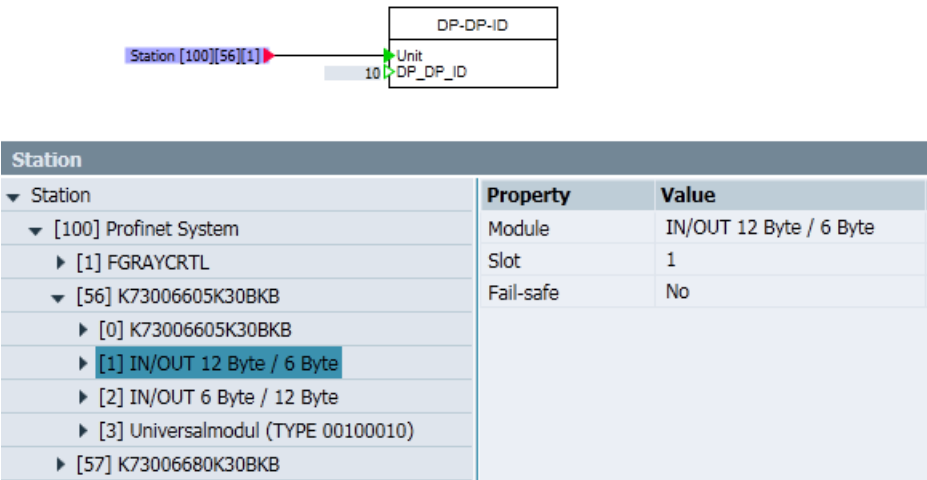 DP-DP-ID
Station [100][56][1]
Unit
10 DP_DP_ID
Station
Station
[100] Profinet System
[1] FGRAYCRTL
[56] K73006605K30BKB
[0] K73006605K30BKB
[1] IN/OUT 12 Byte / 6 Byte
[2] IN/OUT 6 Byte / 12 Byte
[3] Universalmodul (TYPE 00100010)
[57] K73006680K30BKB
Property Value
Module IN/OUT 12 Byte / 6 Byte
Slot 1
Fail-safe No